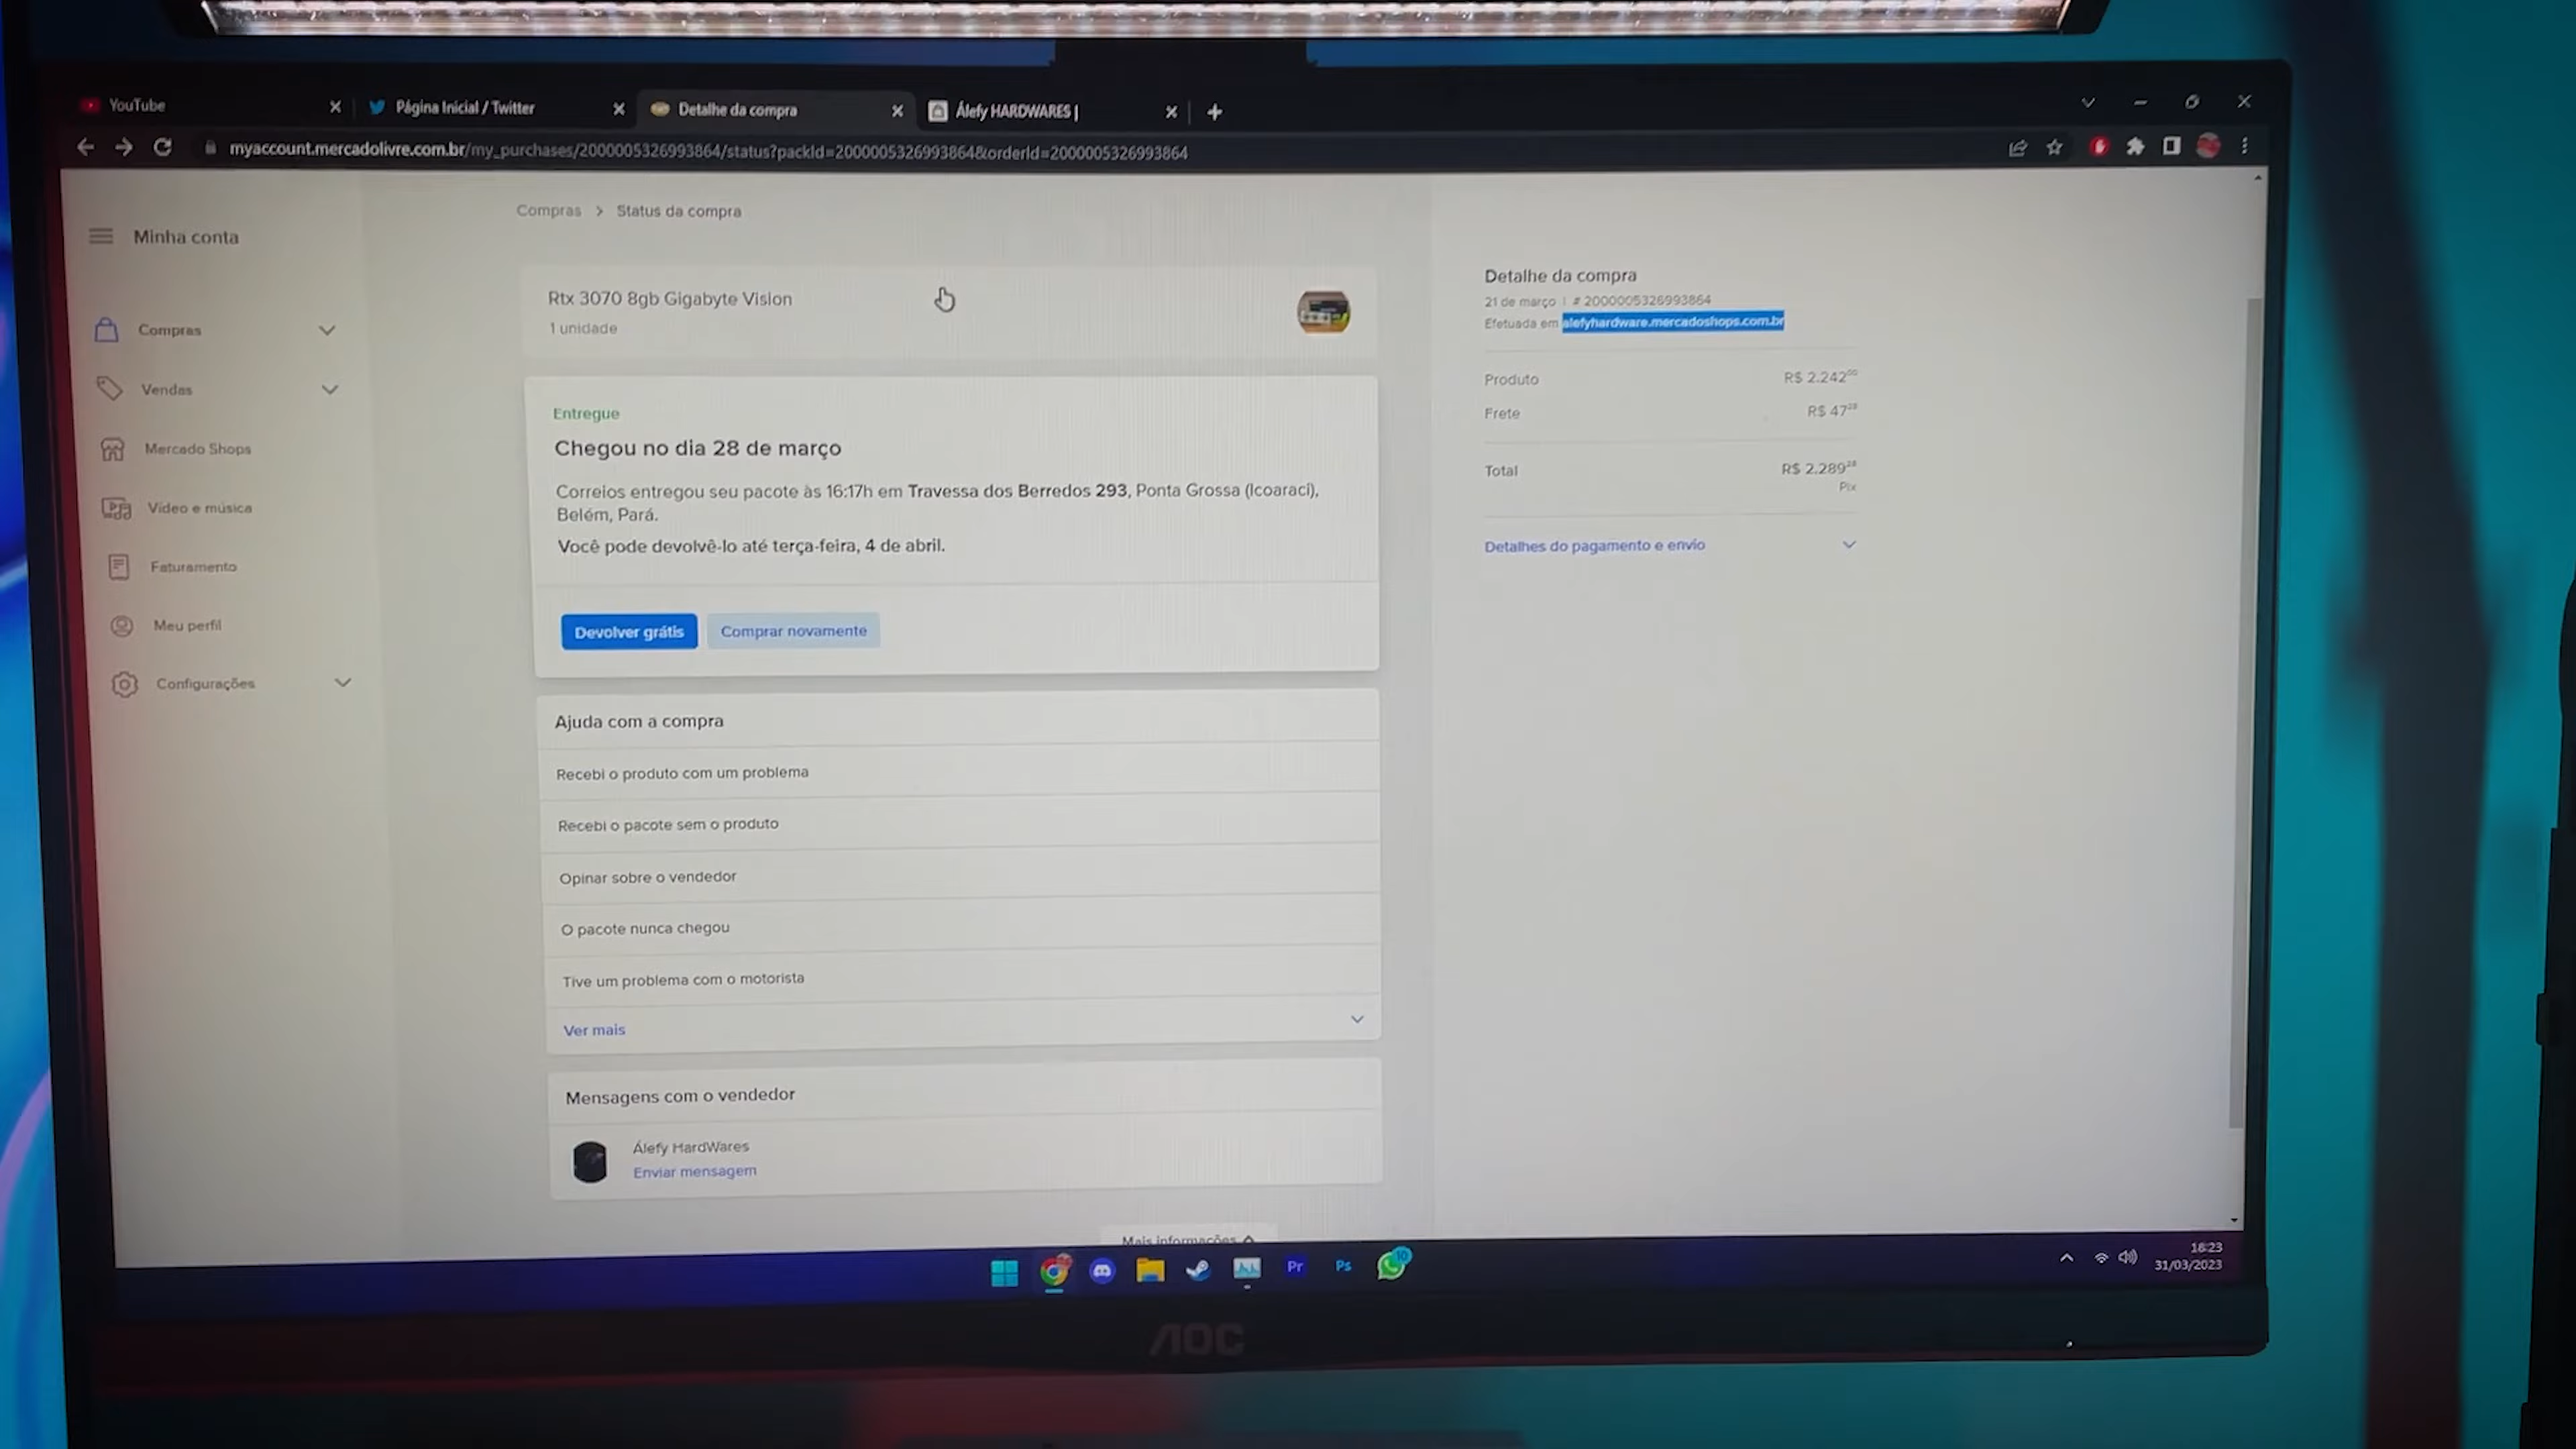 YouTube
Página Inicial / Twitter
Detalhe da compra
Álefy HARDWARES |
myaccount.mercadolivre.com.br/my_purchases/2000005326993864/status?packId=2000005326993864&orderId=2000005326993864
Minha conta
Compras
Vendas
Mercado Shops
Vídeo e música
Faturamento
Meu perfil
Configurações
Compras > Status da compra
Rtx 3070 8gb Gigabyte Vision
1 unidade
Entregue
Chegou no dia 28 de março
Correios entregou seu pacote às 16:17h em Travessa dos Berredos 293, Ponta Grossa (Icoaraci),
Belém, Pará.
Você pode devolvê-lo até terça-feira, 4 de abril.
Devolver grátis
Comprar novamente
Ajuda com a compra
Recebi o produto com um problema
Recebi o pacote sem o produto
Opinar sobre o vendedor
O pacote nunca chegou
Tive um problema com o motorista
Ver mais
Mensagens com o vendedor
Álefy HardWares
Enviar mensagem
Mais informações
Detalhe da compra
21 de março | # 2000005326993864
Efetuada em alefyhardware.mercadoshops.com.br
Produto R$ 2.242
Frete R$ 47
Total R$ 2.289
Pix
Detalhes do pagamento e envio
Pr
Ps
10
18:23
31/03/2023
AOC